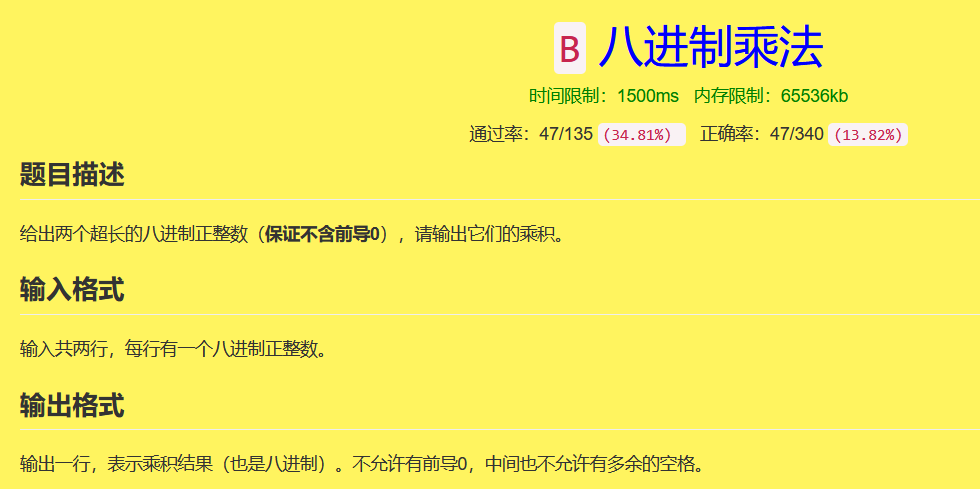 B 八进制乘法
时间限制：1500ms 内存限制：65536kb
通过率：47/135 (34.81%) 正确率：47/340 (13.82%)
题目描述
给出两个超长的八进制正整数（保证不含前导0），请输出它们的乘积。
输入格式
输入共两行，每行有一个八进制正整数。
输出格式
输出一行，表示乘积结果（也是八进制）。不允许有前导0，中间也不允许有多余的空格。